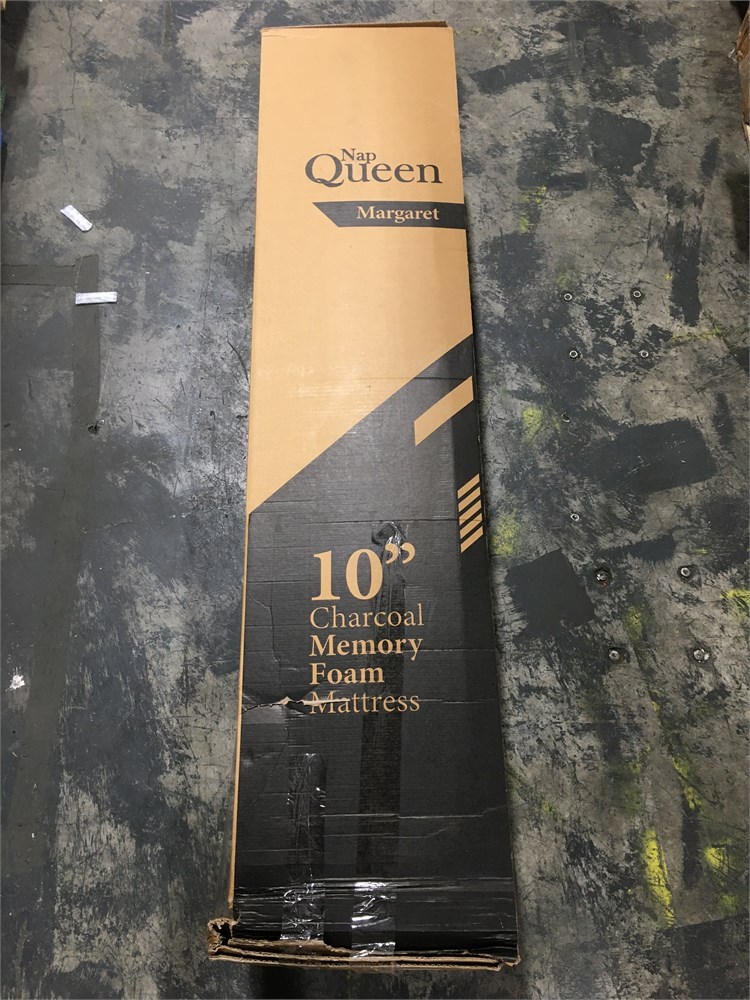 Nap
Queen
Margaret
10”
Charcoal
Memory
Foam
Mattress